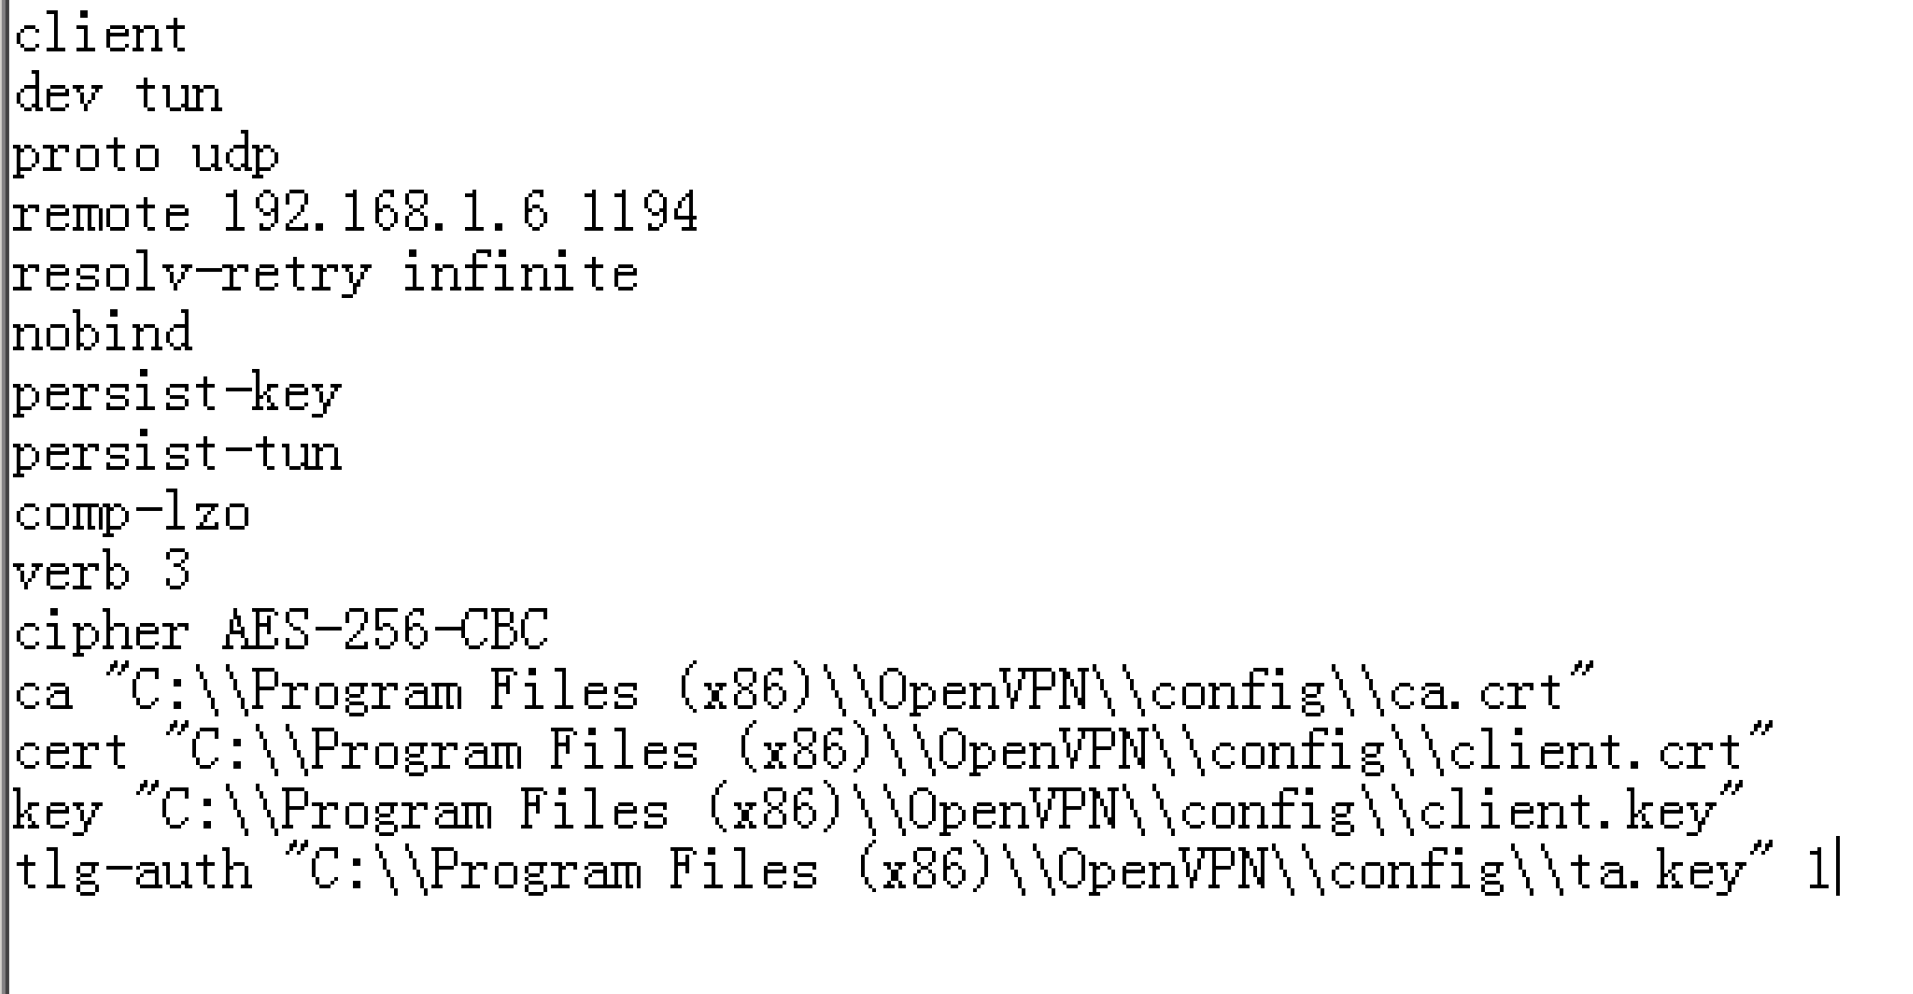 client
dev tun
proto udp
remote 192.168.1.6 1194
resolv-retry infinite
nobind
persist-key
persist-tun
comp-lzo
verb 3
cipher AES-256-CBC
ca "C:\\Program Files (x86)\\OpenVPN\\config\\ca.crt"
cert "C:\\Program Files (x86)\\OpenVPN\\config\\client.crt"
key "C:\\Program Files (x86)\\OpenVPN\\config\\client.key"
tlg-auth "C:\\Program Files (x86)\\OpenVPN\\config\\ta.key" 1